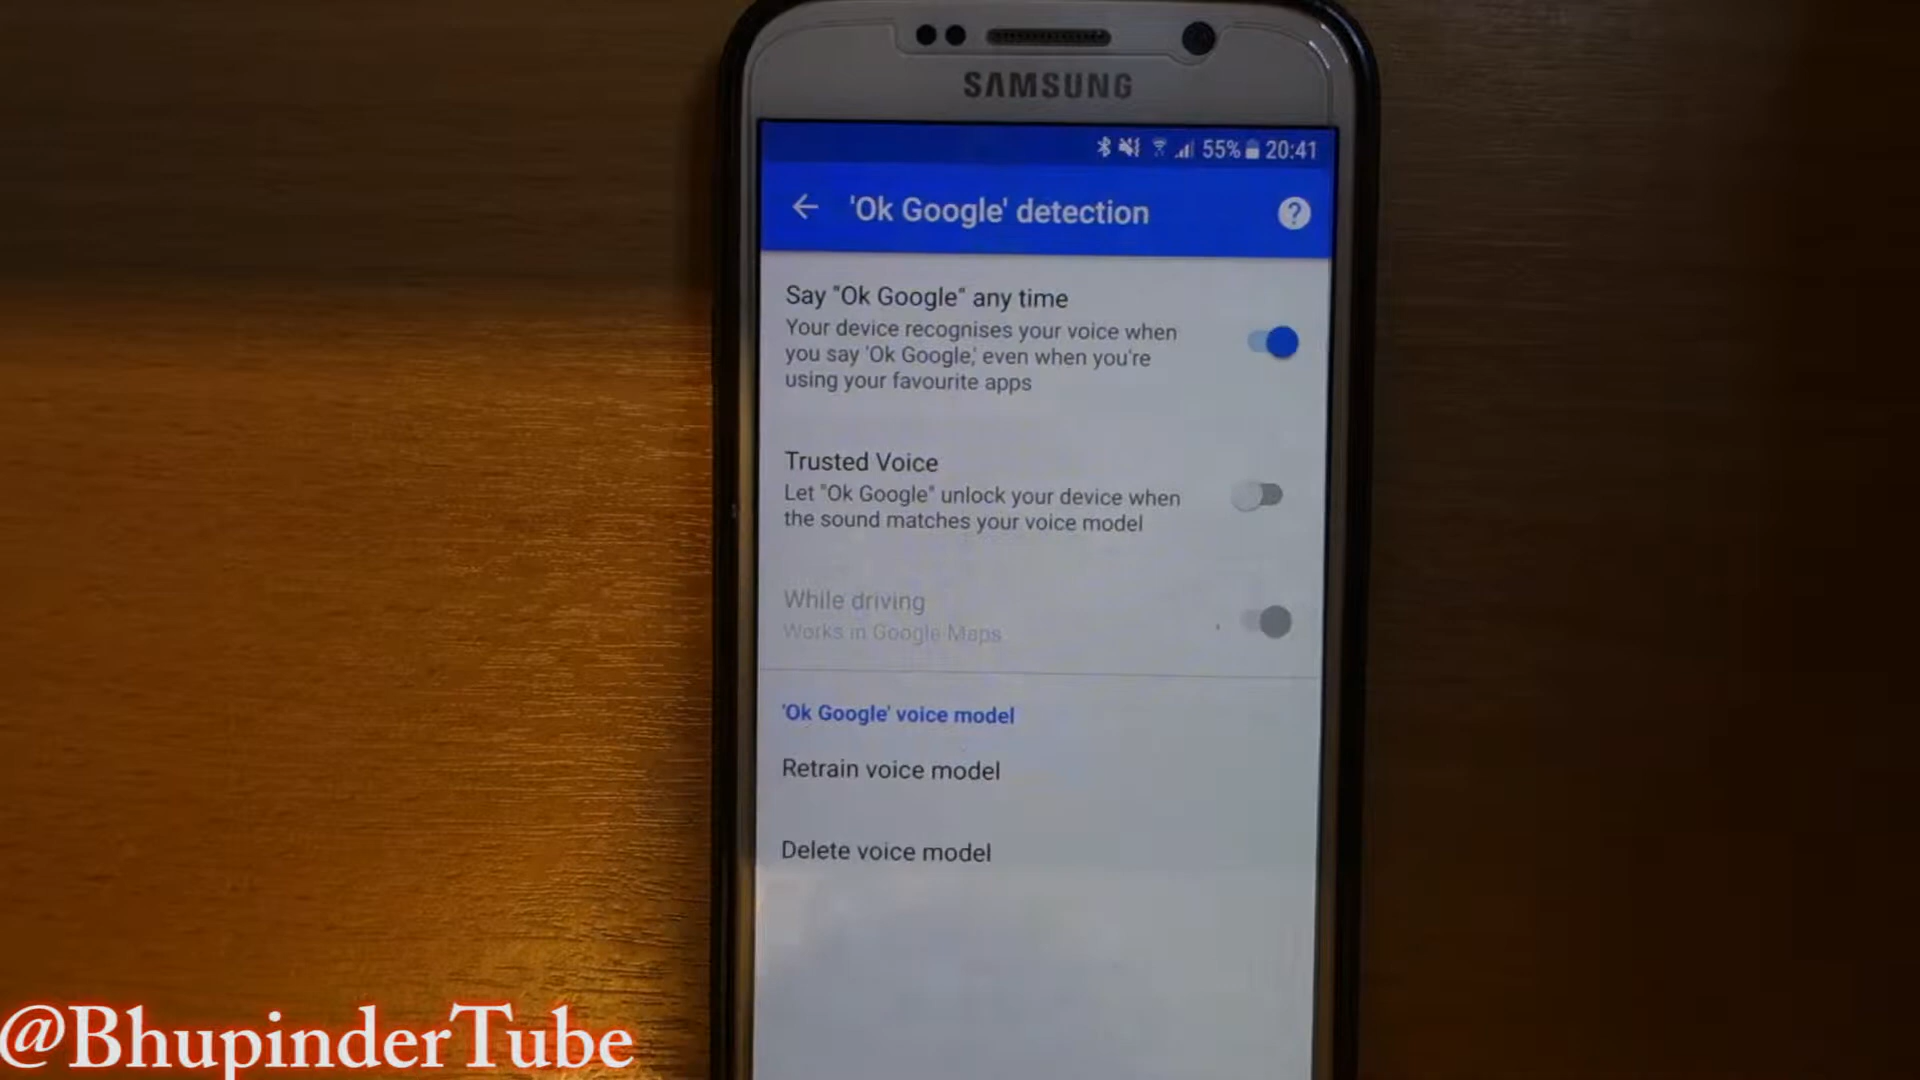 SAMSUNG
55% 20:41
'Ok Google' detection
Say "Ok Google" any time
Your device recognises your voice when
you say 'Ok Google,' even when you're
using your favourite apps
Trusted Voice
Let "Ok Google" unlock your device when
the sound matches your voice model
While driving
Works in Google Maps
'Ok Google' voice model
Retrain voice model
Delete voice model
@BhupinderTube